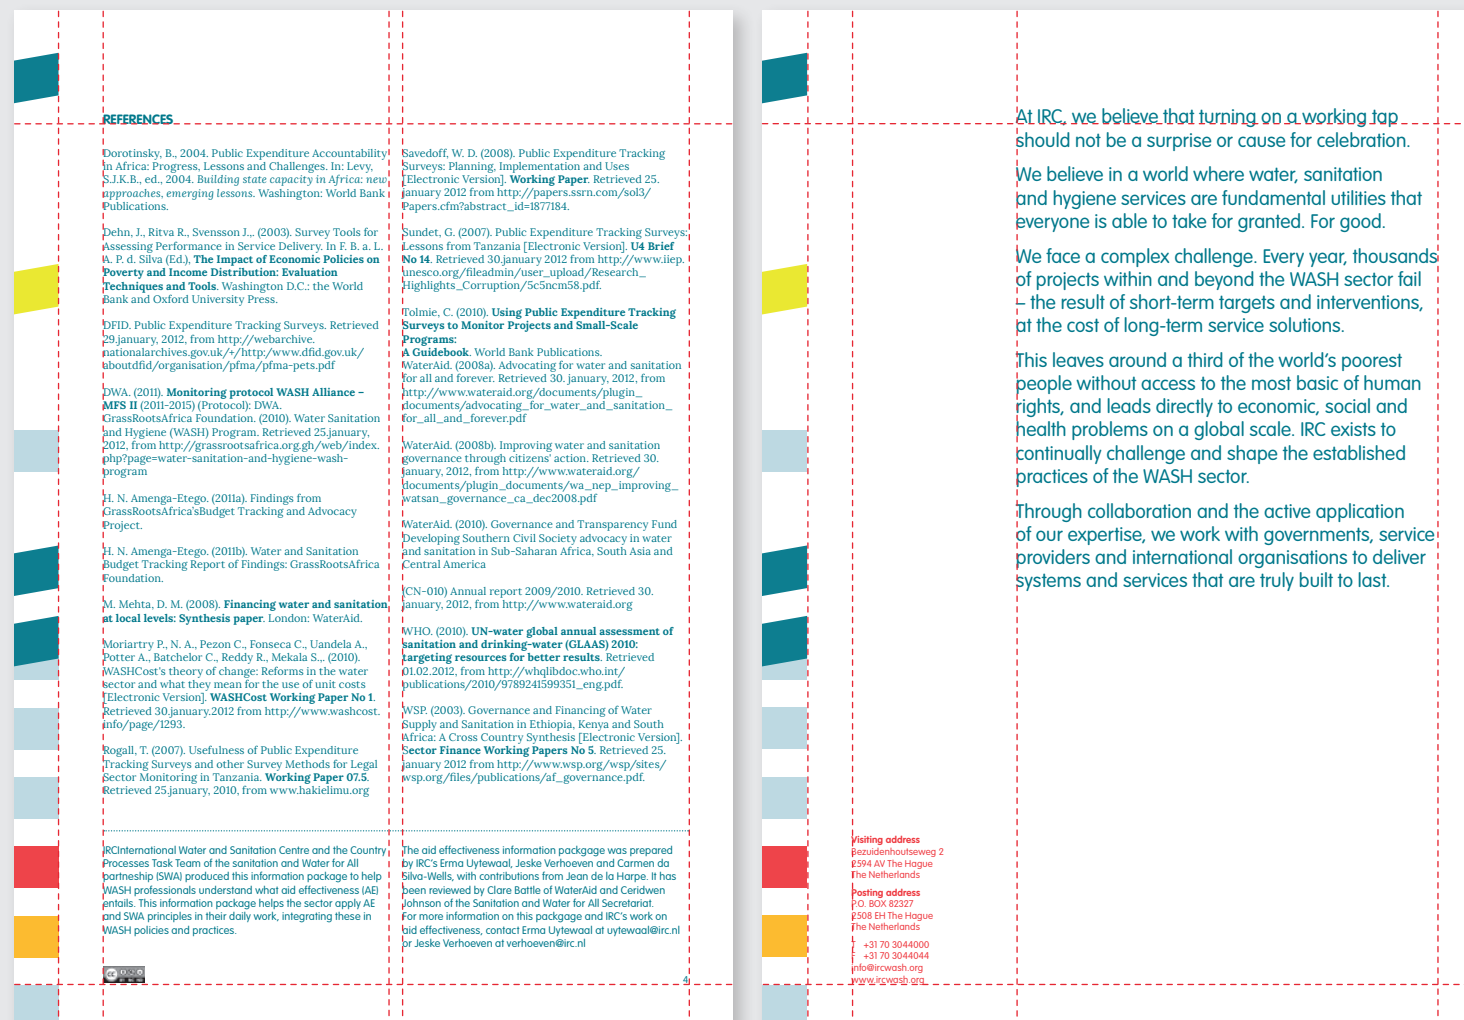 REFERENCES
Dorotinsky, B., 2004. Public Expenditure Accountability
in Africa: Progress, Lessons and Challenges. In: Levy,
S.J.K.B., ed., 2004. Building state capacity in Africa: new
approaches, emerging lessons. Washington: World Bank
Publications.
Dehn, J., Ritva R., Svensson J.,. (2003). Survey Tools for
Assessing Performance in Service Delivery. In F. B. a. L.
A. P. d. Silva (Ed.), The Impact of Economic Policies on
Poverty and Income Distribution: Evaluation
Techniques and Tools. Washington D.C.: the World
Bank and Oxford University Press.
DFID. Public Expenditure Tracking Surveys. Retrieved
29.january, 2012, from http://webarchive.
nationalarchives.gov.uk/+/http:/www.dfid.gov.uk/
aboutdfid/organisation/pfma/pfma-pets.pdf
DWA. (2011). Monitoring protocol WASH Alliance –
MFS II (2011-2015) (Protocol): DWA.
GrassRootsAfrica Foundation. (2010). Water Sanitation
and Hygiene (WASH) Program. Retrieved 25.january,
2012, from http://grassrootsafrica.org.gh/web/index.
php?page=water-sanitation-and-hygiene-wash-
program
H. N. Amenga-Etego. (2011a). Findings from
GrassRootsAfrica'sBudget Tracking and Advocacy
Project.
H. N. Amenga-Etego. (2011b). Water and Sanitation
Budget Tracking Report of Findings: GrassRootsAfrica
Foundation.
M. Mehta, D. M. (2008). Financing water and sanitation
at local levels: Synthesis paper. London: WaterAid.
Moriartry P., N. A., Pezon C., Fonseca C., Uandela A.,
Potter A., Batchelor C., Reddy R., Mekala S.,. (2010).
WASHCost's theory of change: Reforms in the water
sector and what they mean for the use of unit costs
[Electronic Version]. WASHCost Working Paper No 1.
Retrieved 30.january.2012 from http://www.washcost.
info/page/1293.
Rogall, T. (2007). Usefulness of Public Expenditure
Tracking Surveys and other Survey Methods for Legal
Sector Monitoring in Tanzania. Working Paper 07.5.
Retrieved 25.january, 2010, from www.hakielimu.org
Savedoff, W. D. (2008). Public Expenditure Tracking
Surveys: Planning, Implementation and Uses
[Electronic Version]. Working Paper. Retrieved 25.
january 2012 from http://papers.ssrn.com/sol3/
Papers.cfm?abstract_id=1877184.
Sundet, G. (2007). Public Expenditure Tracking Surveys:
Lessons from Tanzania [Electronic Version]. U4 Brief
No 14. Retrieved 30.january 2012 from http://www.iiep.
unesco.org/fileadmin/user_upload/Research_
Highlights_Corruption/5c5ncm58.pdf.
Tolmie, C. (2010). Using Public Expenditure Tracking
Surveys to Monitor Projects and Small-Scale
Programs:
A Guidebook. World Bank Publications.
WaterAid. (2008a). Advocating for water and sanitation
for all and forever. Retrieved 30. january, 2012, from
http://www.wateraid.org/documents/plugin_
documents/advocating_for_water_and_sanitation_
for_all_and_forever.pdf
WaterAid. (2008b). Improving water and sanitation
governance through citizens' action. Retrieved 30.
january, 2012, from http://www.wateraid.org/
documents/plugin_documents/wa_nep_improving_
watsan_governance_ca_dec2008.pdf
WaterAid. (2010). Governance and Transparency Fund
Developing Southern Civil Society advocacy in water
and sanitation in Sub-Saharan Africa, South Asia and
Central America
(CN-010) Annual report 2009/2010. Retrieved 30.
january, 2012, from http://www.wateraid.org
WHO. (2010). UN-water global annual assessment of
sanitation and drinking-water (GLAAS) 2010:
targeting resources for better results. Retrieved
01.02.2012, from http://whqlibdoc.who.int/
publications/2010/9789241599351_eng.pdf.
WSP. (2003). Governance and Financing of Water
Supply and Sanitation in Ethiopia, Kenya and South
Africa: A Cross Country Synthesis [Electronic Version].
Sector Finance Working Papers No 5. Retrieved 25.
january 2012 from http://www.wsp.org/wsp/sites/
wsp.org/files/publications/af_governance.pdf.
IRCInternational Water and Sanitation Centre and the Country
Processes Task Team of the sanitation and Water for All
partneship (SWA) produced this information package to help
WASH professionals understand what aid effectiveness (AE)
entails. This information package helps the sector apply AE
and SWA principles in their daily work, integrating these in
WASH policies and practices.
The aid effectiveness information packgage was prepared
by IRC's Erma Uytewaal, Jeske Verhoeven and Carmen da
Silva-Wells, with contributions from Jean de la Harpe. It has
been reviewed by Clare Battle of WaterAid and Ceridwen
Johnson of the Sanitation and Water for All Secretariat.
For more information on this packgage and IRC's work on
aid effectiveness, contact Erma Uytewaal at uytewaal@irc.nl
or Jeske Verhoeven at verhoeven@irc.nl
cc
4
At IRC, we believe that turning on a working tap
should not be a surprise or cause for celebration.
We believe in a world where water, sanitation
and hygiene services are fundamental utilities that
everyone is able to take for granted. For good.
We face a complex challenge. Every year, thousands
of projects within and beyond the WASH sector fail
– the result of short-term targets and interventions,
at the cost of long-term service solutions.
This leaves around a third of the world's poorest
people without access to the most basic of human
rights, and leads directly to economic, social and
health problems on a global scale. IRC exists to
continually challenge and shape the established
practices of the WASH sector.
Through collaboration and the active application
of our expertise, we work with governments, service
providers and international organisations to deliver
systems and services that are truly built to last.
Visiting address
Bezuidenhoutseweg 2
2594 AV The Hague
The Netherlands
Posting address
P.O. BOX 82327
2508 EH The Hague
The Netherlands
T +31 70 3044000
F +31 70 3044044
info@ircwash.org
www.ircwash.org